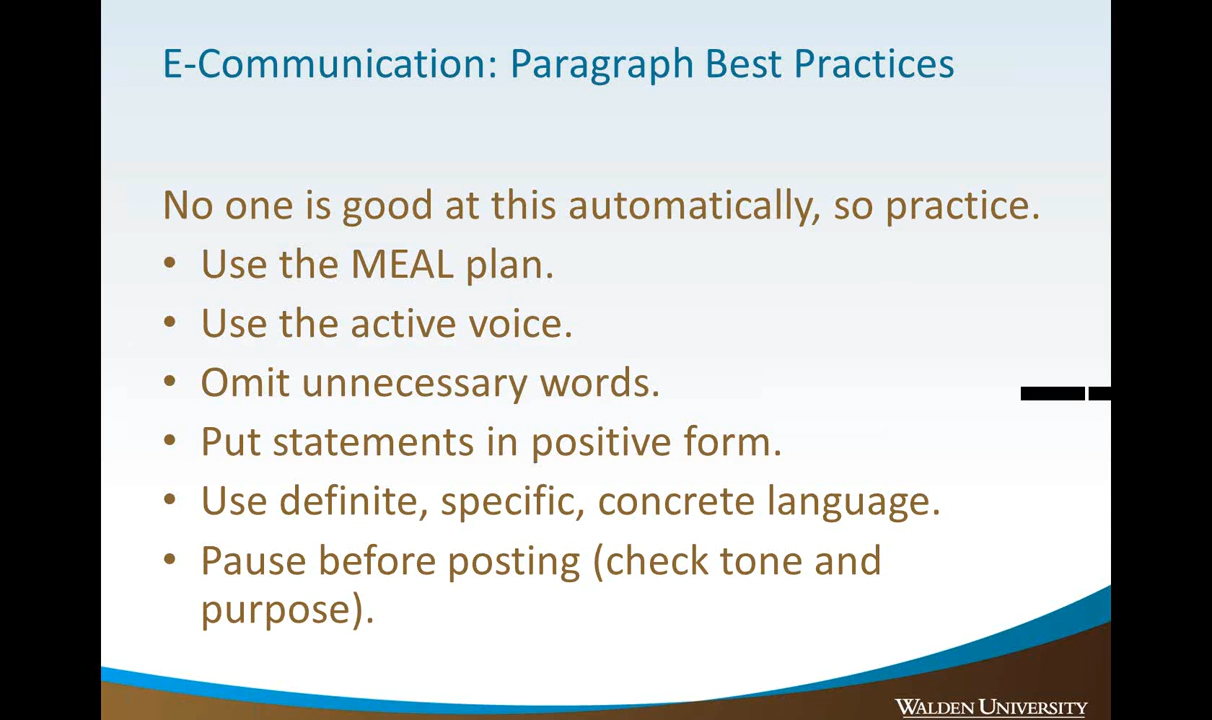 E-Communication: Paragraph Best Practices
No one is good at this automatically, so practice.
• Use the MEAL plan.
• Use the active voice.
• Omit unnecessary words.
• Put statements in positive form.
• Use definite, specific, concrete language.
• Pause before posting (check tone and
purpose).
WALDEN UNIVERSITY